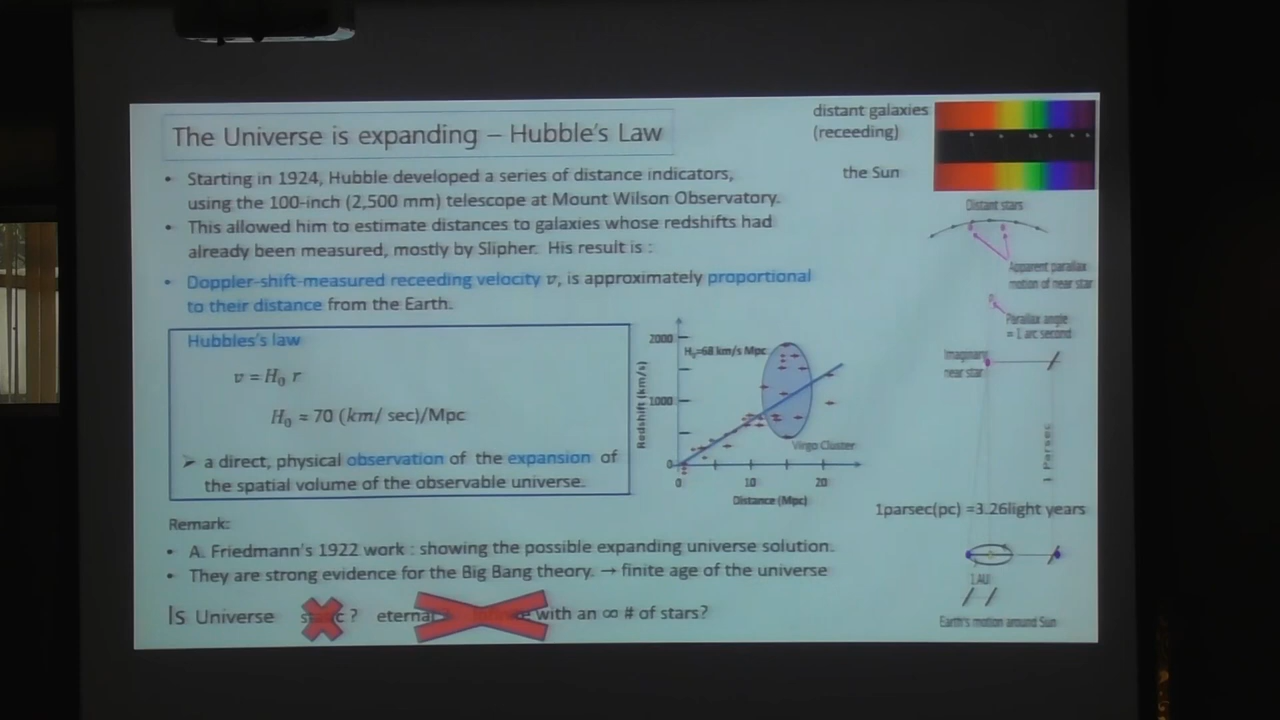 The Universe is expanding – Hubble's Law
• Starting in 1924, Hubble developed a series of distance indicators,
using the 100-inch (2,500 mm) telescope at Mount Wilson Observatory.
• This allowed him to estimate distances to galaxies whose redshifts had
already been measured, mostly by Slipher. His result is :
• Doppler-shift-measured receeding velocity v, is approximately proportional
to their distance from the Earth.
Hubbles's law
v = H₀ r
H₀ ≈ 70 (km/ sec)/Mpc
➢ a direct, physical observation of the expansion of
the spatial volume of the observable universe.
2000
H₀=68 km/s Mpc
Redshift (km/s)
1000
Virgo Cluster
0
0 10 20
Distance (Mpc)
Remark:
• A. Friedmann's 1922 work : showing the possible expanding universe solution.
• They are strong evidence for the Big Bang theory. → finite age of the universe
Is Universe ? eternal with an ∞ # of stars?
distant galaxies
(receeding)
the Sun
Distant stars
Apparent parallax
motion of near star
Parallax angle
= 1 arc second
Imaginary
near star
1 Parsec
1parsec(pc) =3.26light years
1 AU
Earth's motion around Sun